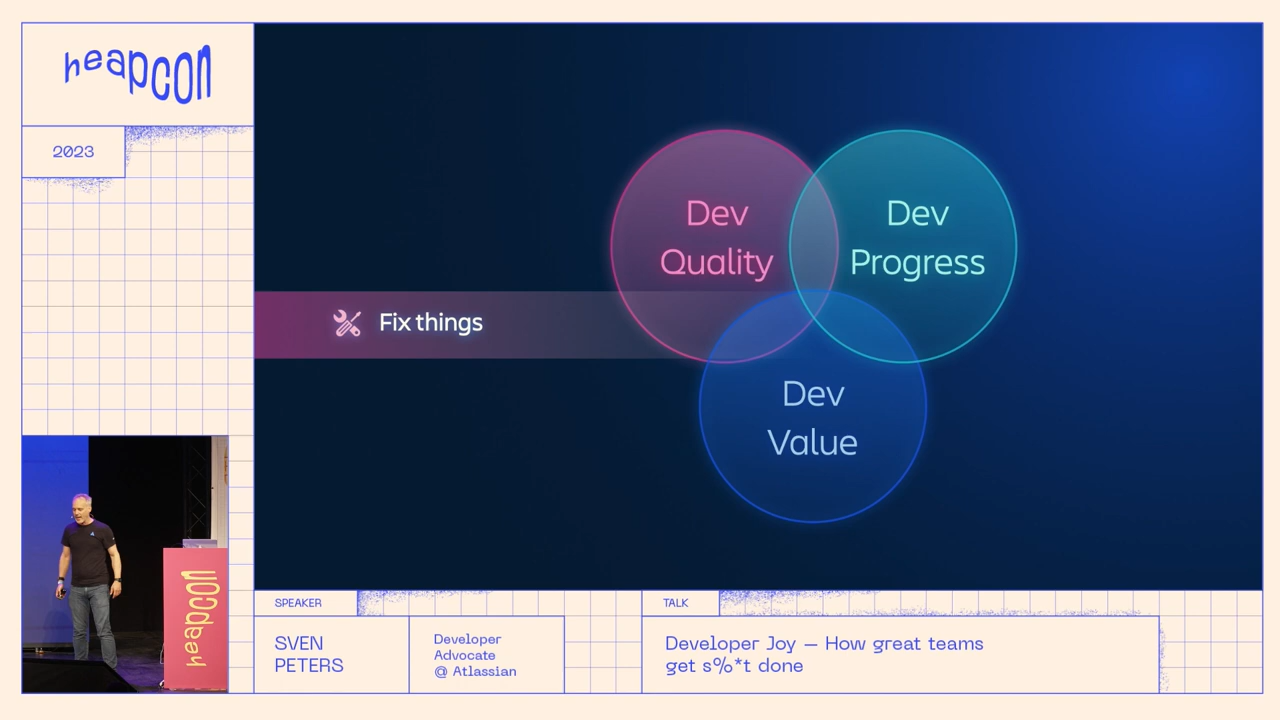 heapcon
2023
Dev
Quality
Dev
Progress
Fix things
Dev
Value
heapcon
SPEAKER
SVEN
PETERS
Developer
Advocate
@ Atlassian
TALK
Developer Joy — How great teams
get s%*t done